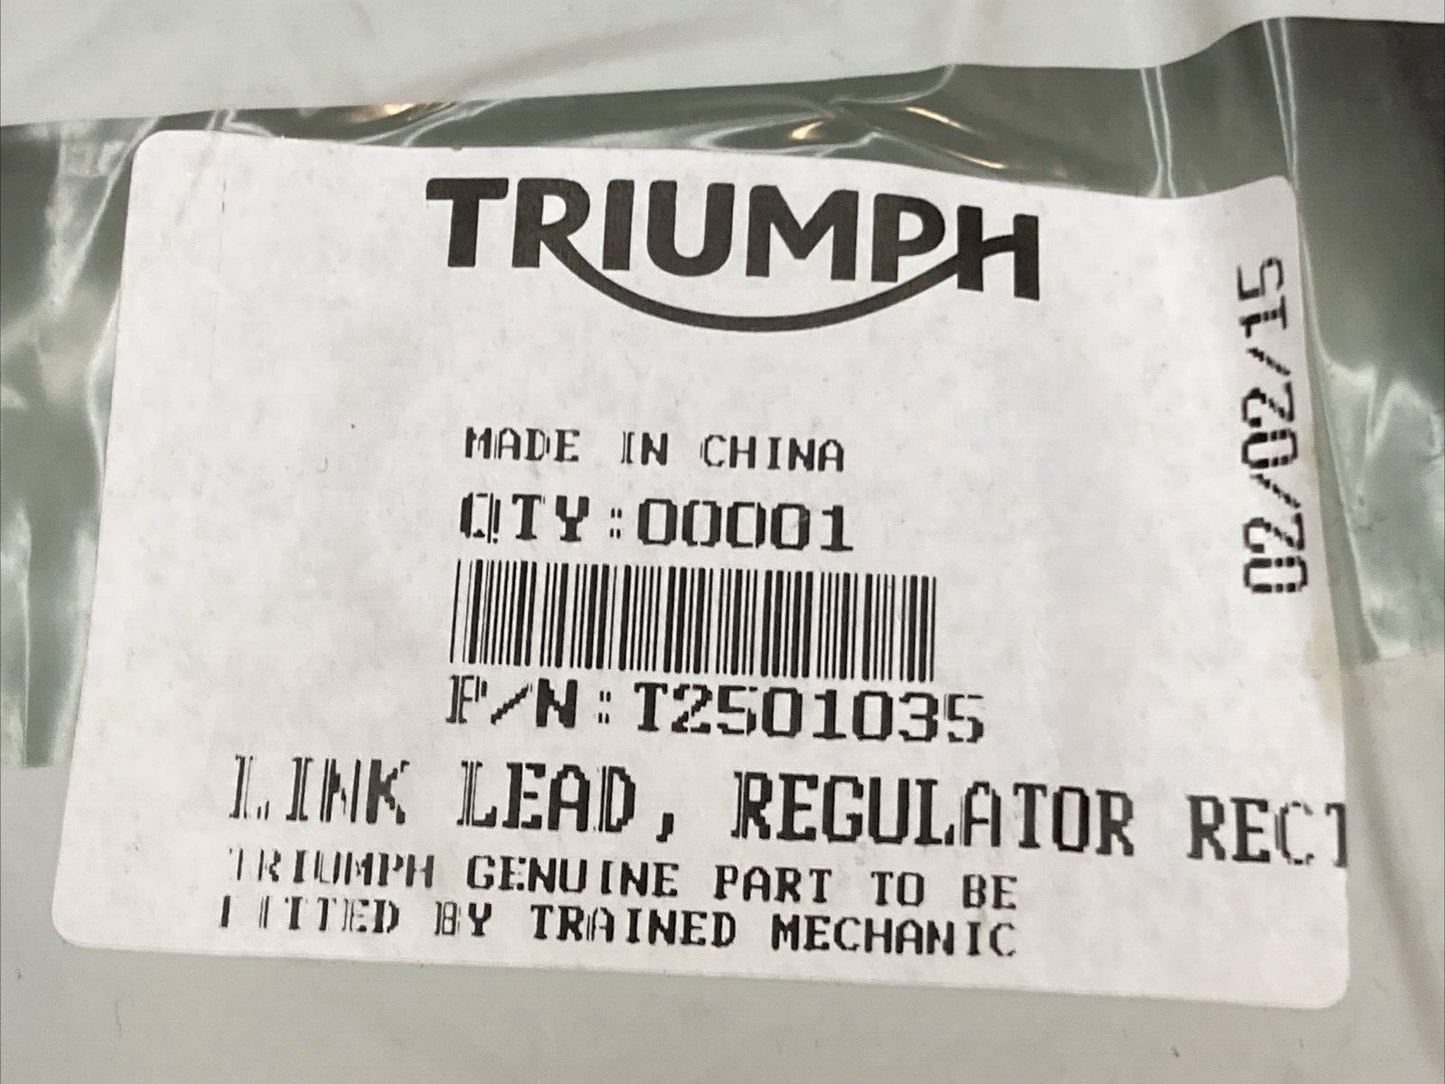 TRIUMPH
MADE IN CHINA
QTY:00001
P/N:T2501035
LINK LEAD, REGULATOR RECT
TRIUMPH GENUINE PART TO BE
FITTED BY TRAINED MECHANIC
02/02/15